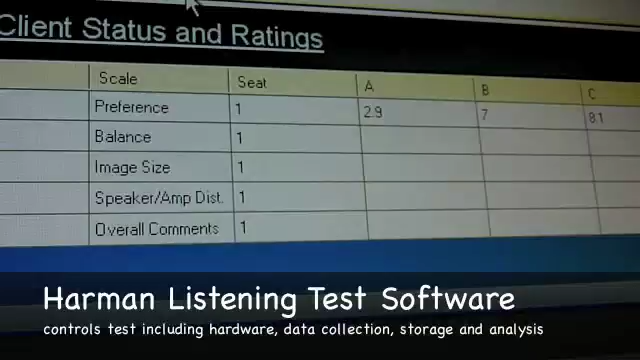 Client Status and Ratings
Scale Seat A B C
Preference 1 2.9 7 8.1
Balance 1
Image Size 1
Speaker/Amp Dist. 1
Overall Comments 1
Harman Listening Test Software
controls test including hardware, data collection, storage and analysis